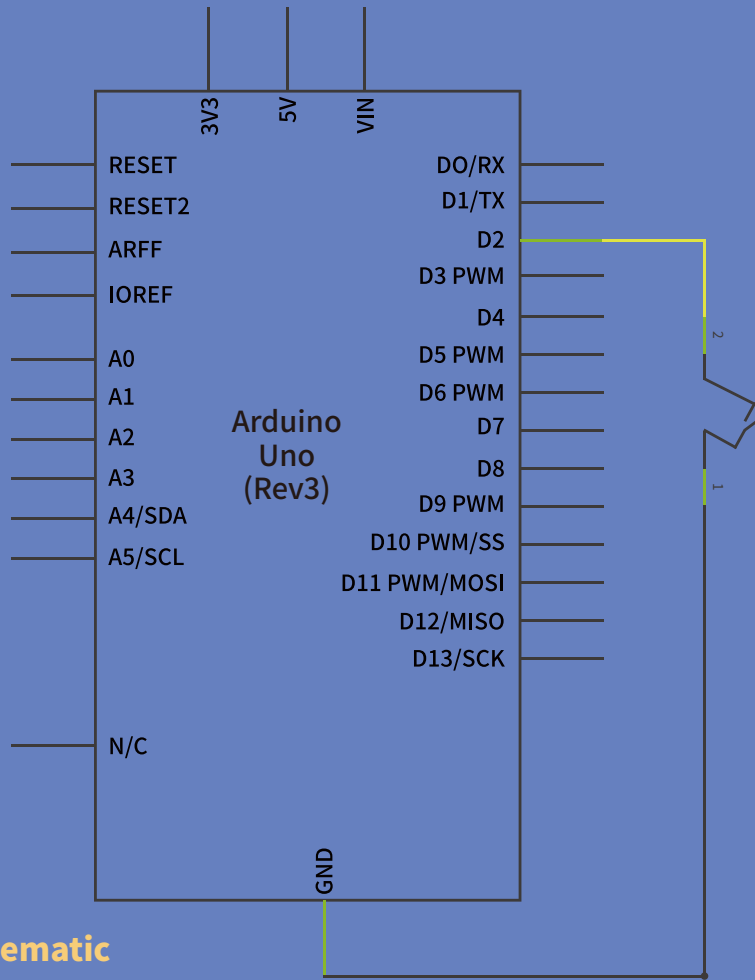 3V3
5V
VIN
RESET
RESET2
ARFF
IOREF
A0
A1
A2
A3
A4/SDA
A5/SCL
N/C
Arduino
Uno
(Rev3)
DO/RX
D1/TX
D2
D3 PWM
D4
D5 PWM
D6 PWM
D7
D8
D9 PWM
D10 PWM/SS
D11 PWM/MOSI
D12/MISO
D13/SCK
2
1
GND
ematic